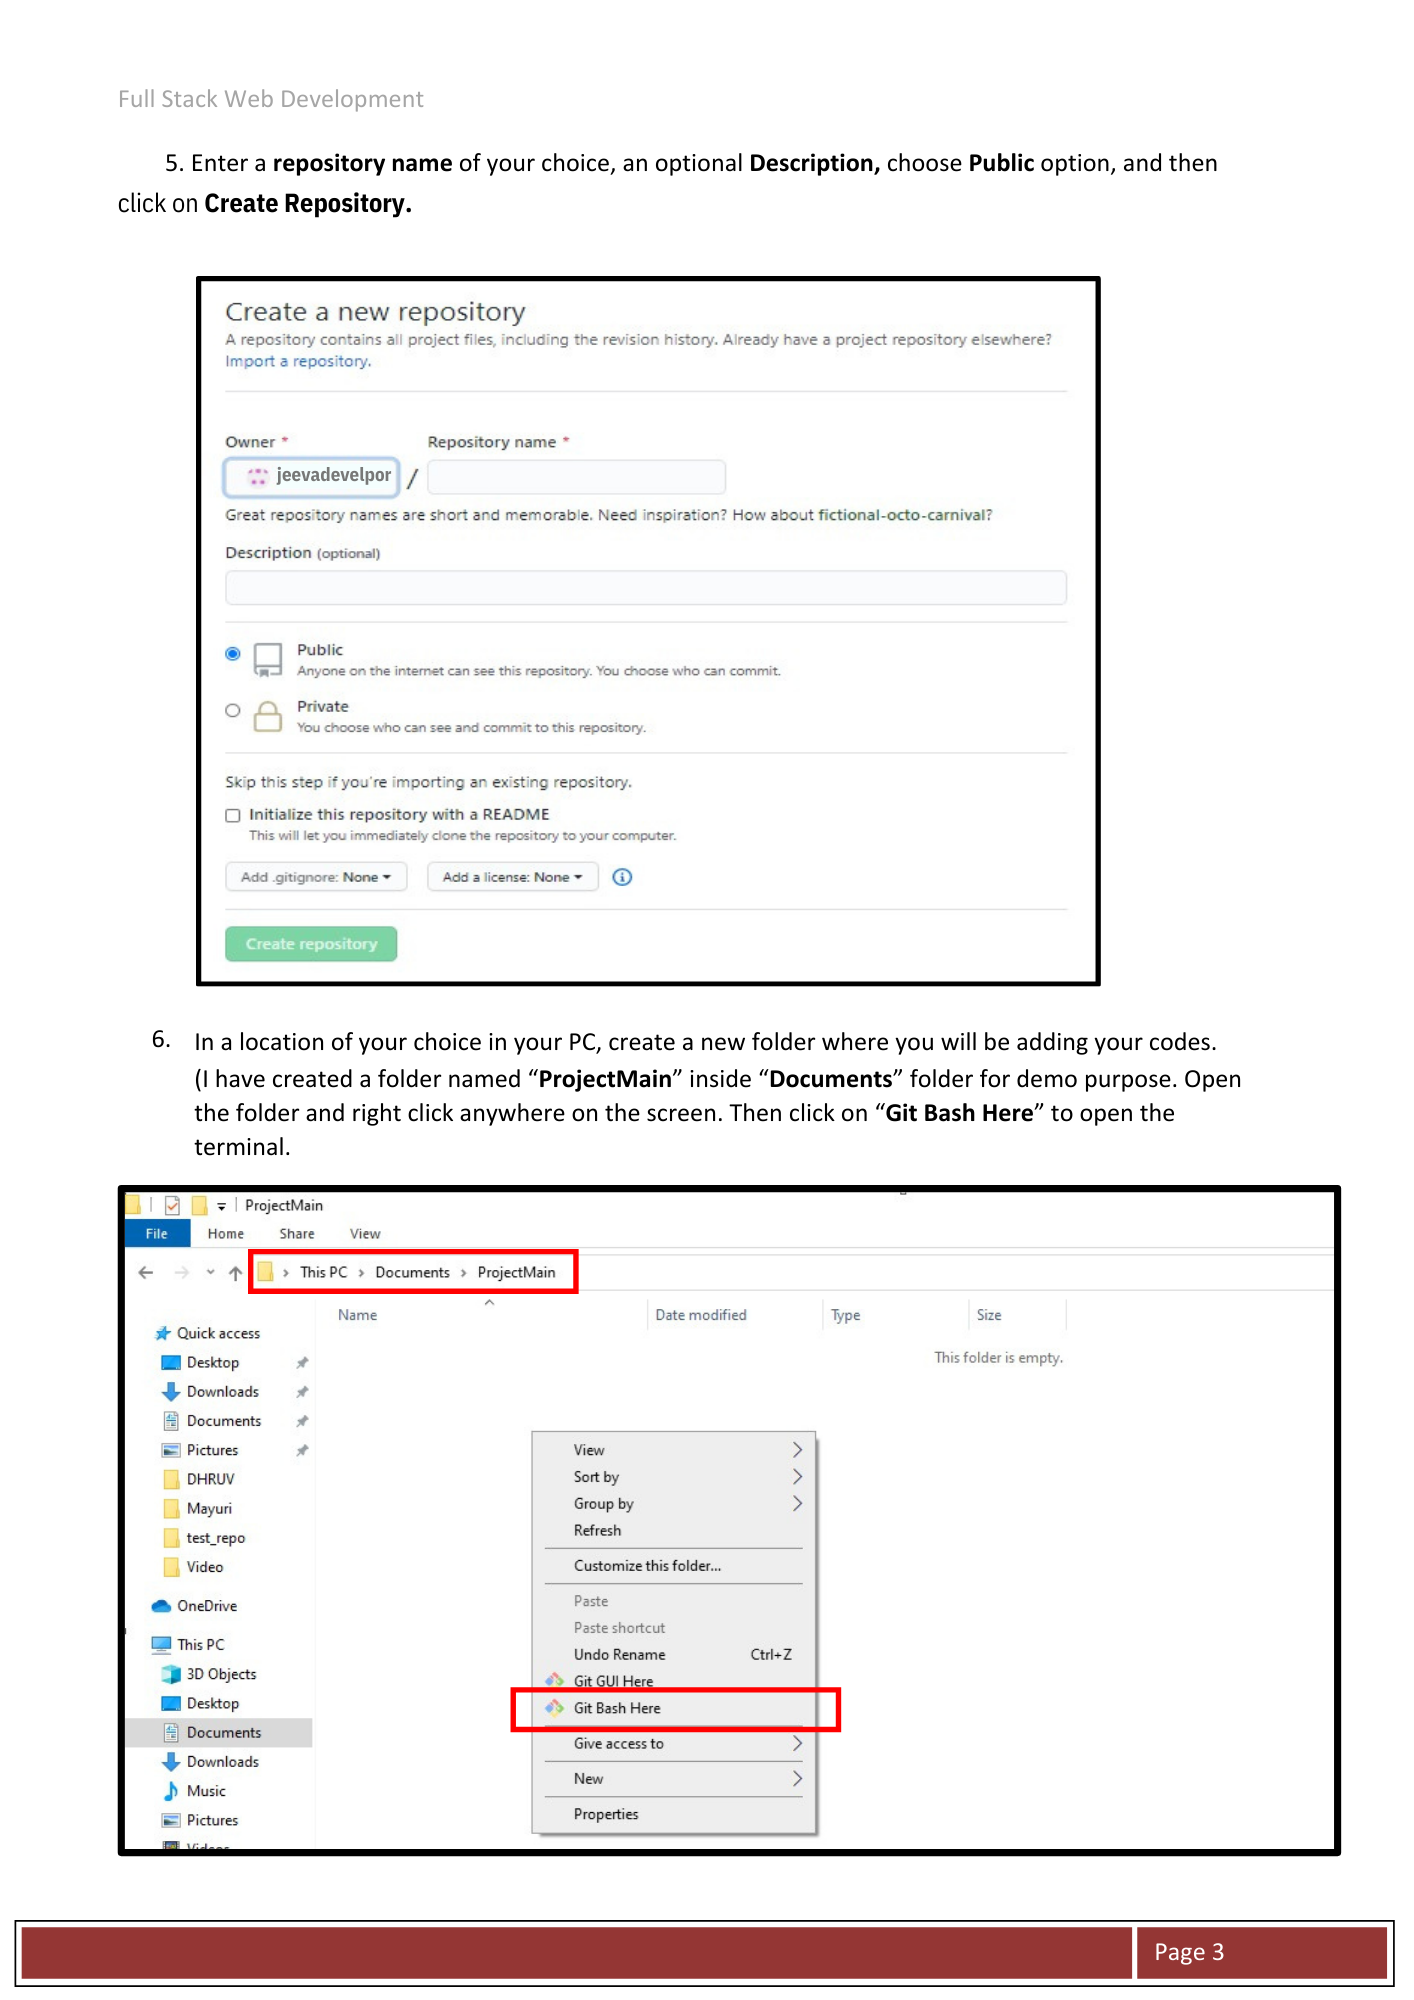 Full Stack Web Development
5. Enter a repository name of your choice, an optional Description, choose Public option, and then
click on Create Repository.
Create a new repository
A repository contains all project files, including the revision history. Already have a project repository elsewhere?
Import a repository.
Owner * Repository name *
jeevadevelpor /
Great repository names are short and memorable. Need inspiration? How about fictional-octo-carnival?
Description (optional)
Public
Anyone on the internet can see this repository. You choose who can commit.
Private
You choose who can see and commit to this repository.
Skip this step if you're importing an existing repository.
Initialize this repository with a README
This will let you immediately clone the repository to your computer.
Add .gitignore: None Add a license: None
Create repository
6. In a location of your choice in your PC, create a new folder where you will be adding your codes.
(I have created a folder named “ProjectMain” inside “Documents” folder for demo purpose. Open
the folder and right click anywhere on the screen. Then click on “Git Bash Here” to open the
terminal.
ProjectMain
File Home Share View
This PC > Documents > ProjectMain
Name Date modified Type Size
This folder is empty.
Quick access
Desktop
Downloads
Documents
Pictures
DHRUV
Mayuri
test_repo
Video
OneDrive
This PC
3D Objects
Desktop
Documents
Downloads
Music
Pictures
Videos
View
Sort by
Group by
Refresh
Customize this folder...
Paste
Paste shortcut
Undo Rename Ctrl+Z
Git GUI Here
Git Bash Here
Give access to
New
Properties
Page 3